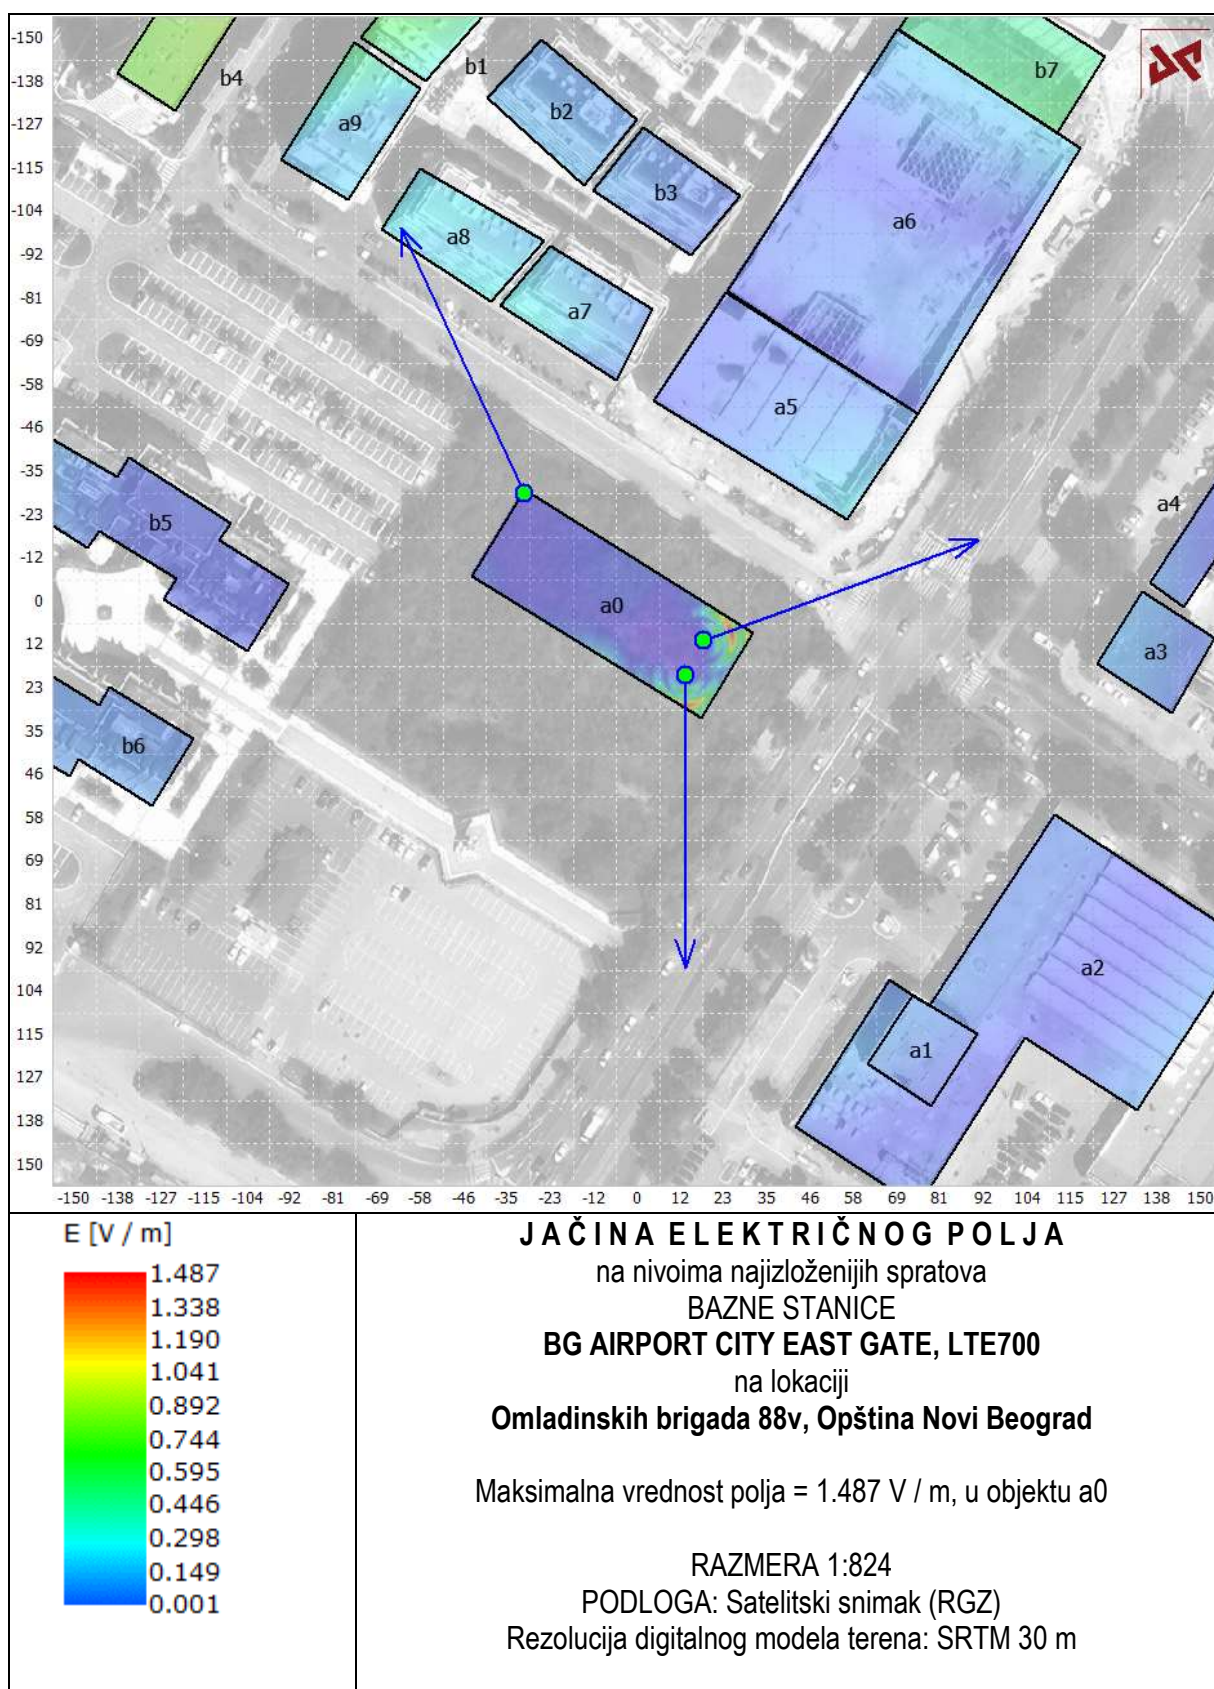 -150
-138
-127
-115
-104
-92
-81
-69
-58
-46
-35
-23
-12
0
12
23
35
46
58
69
81
92
104
115
127
138
150
b4
b1
b7
a9
b2
b3
a6
a8
a7
a5
a4
b5
a0
a3
b6
a2
a1
-150 -138 -127 -115 -104 -92 -81 -69 -58 -46 -35 -23 -12 0 12 23 35 46 58 69 81 92 104 115 127 138 150
E [V / m]
1.487
1.338
1.190
1.041
0.892
0.744
0.595
0.446
0.298
0.149
0.001
JAČINA ELEKTRIČNOG POLJA
na nivoima najizloženijih spratova
BAZNE STANICE
BG AIRPORT CITY EAST GATE, LTE700
na lokaciji
Omladinskih brigada 88v, Opština Novi Beograd
Maksimalna vrednost polja = 1.487 V / m, u objektu a0
RAZMERA 1:824
PODLOGA: Satelitski snimak (RGZ)
Rezolucija digitalnog modela terena: SRTM 30 m